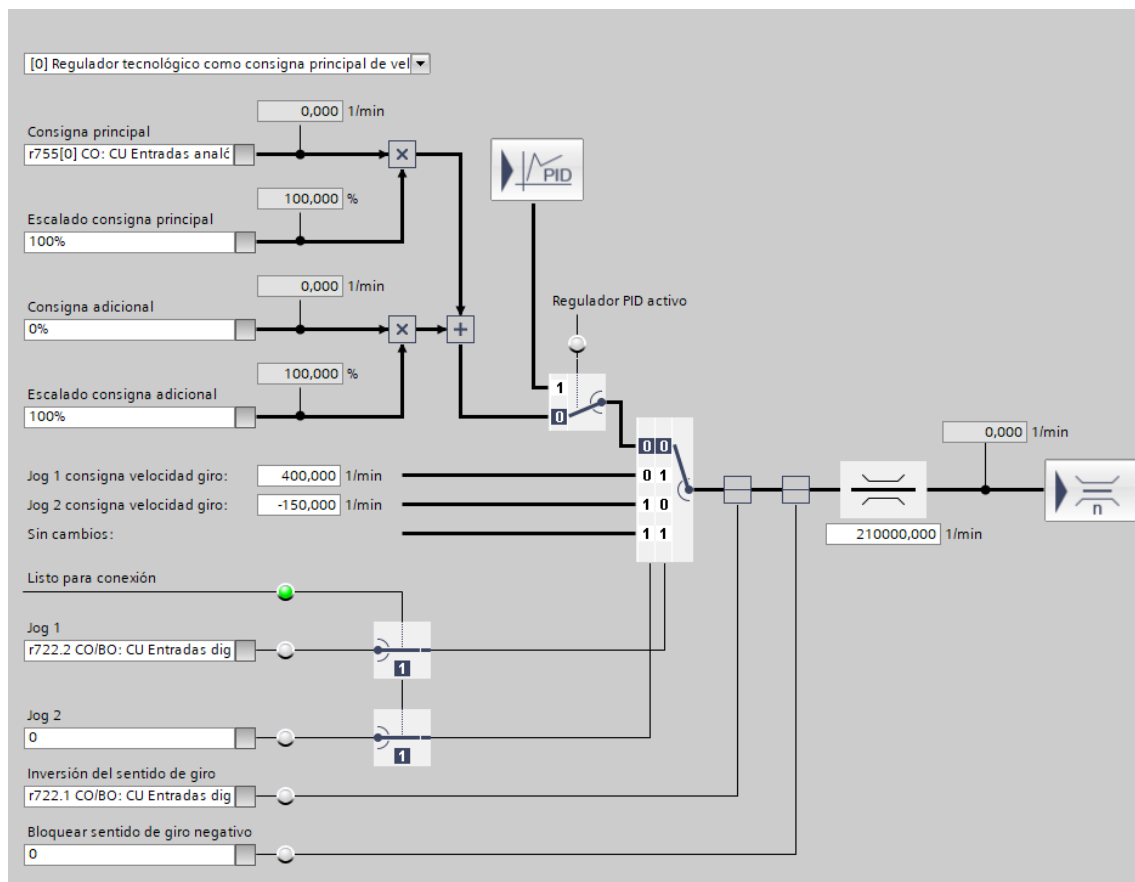 [0] Regulador tecnológico como consigna principal de vel
0,000 1/min
Consigna principal
r755[0] CO: CU Entradas analó
×
PID
100,000 %
Escalado consigna principal
100%
0,000 1/min
Consigna adicional
0%
×
+
Regulador PID activo
100,000 %
Escalado consigna adicional
100%
1
0
0,000 1/min
0 0
Jog 1 consigna velocidad giro: 400,000 1/min
0 1
Jog 2 consigna velocidad giro: -150,000 1/min
1 0
n
Sin cambios:
1 1
210000,000 1/min
Listo para conexión
Jog 1
r722.2 CO/BO: CU Entradas dig
1
Jog 2
0
1
Inversión del sentido de giro
r722.1 CO/BO: CU Entradas dig
Bloquear sentido de giro negativo
0